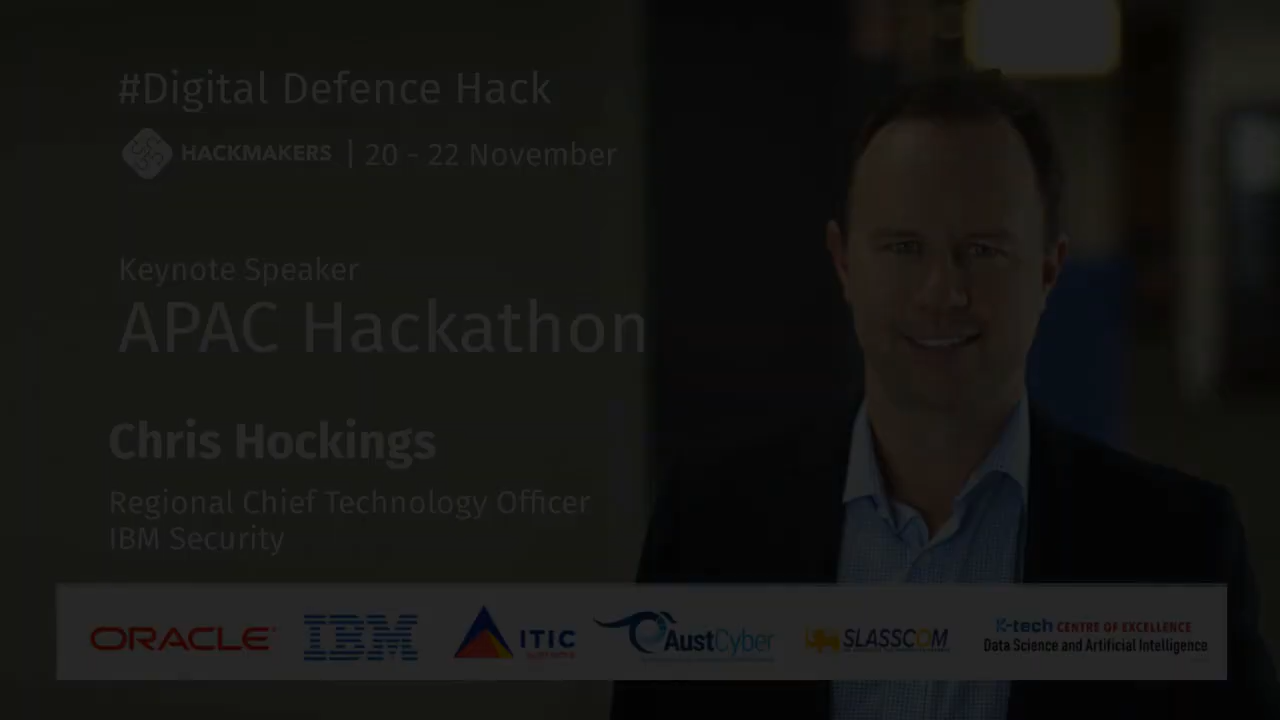 #Digital Defence Hack
HACKMAKERS | 20 - 22 November
Keynote Speaker
APAC Hackathon
Chris Hockings
Regional Chief Technology Officer
IBM Security
ORACLE IBM ITIC AustCyber SLASSCOM K-tech CENTRE OF EXCELLENCE
Data Science and Artificial Intelligence